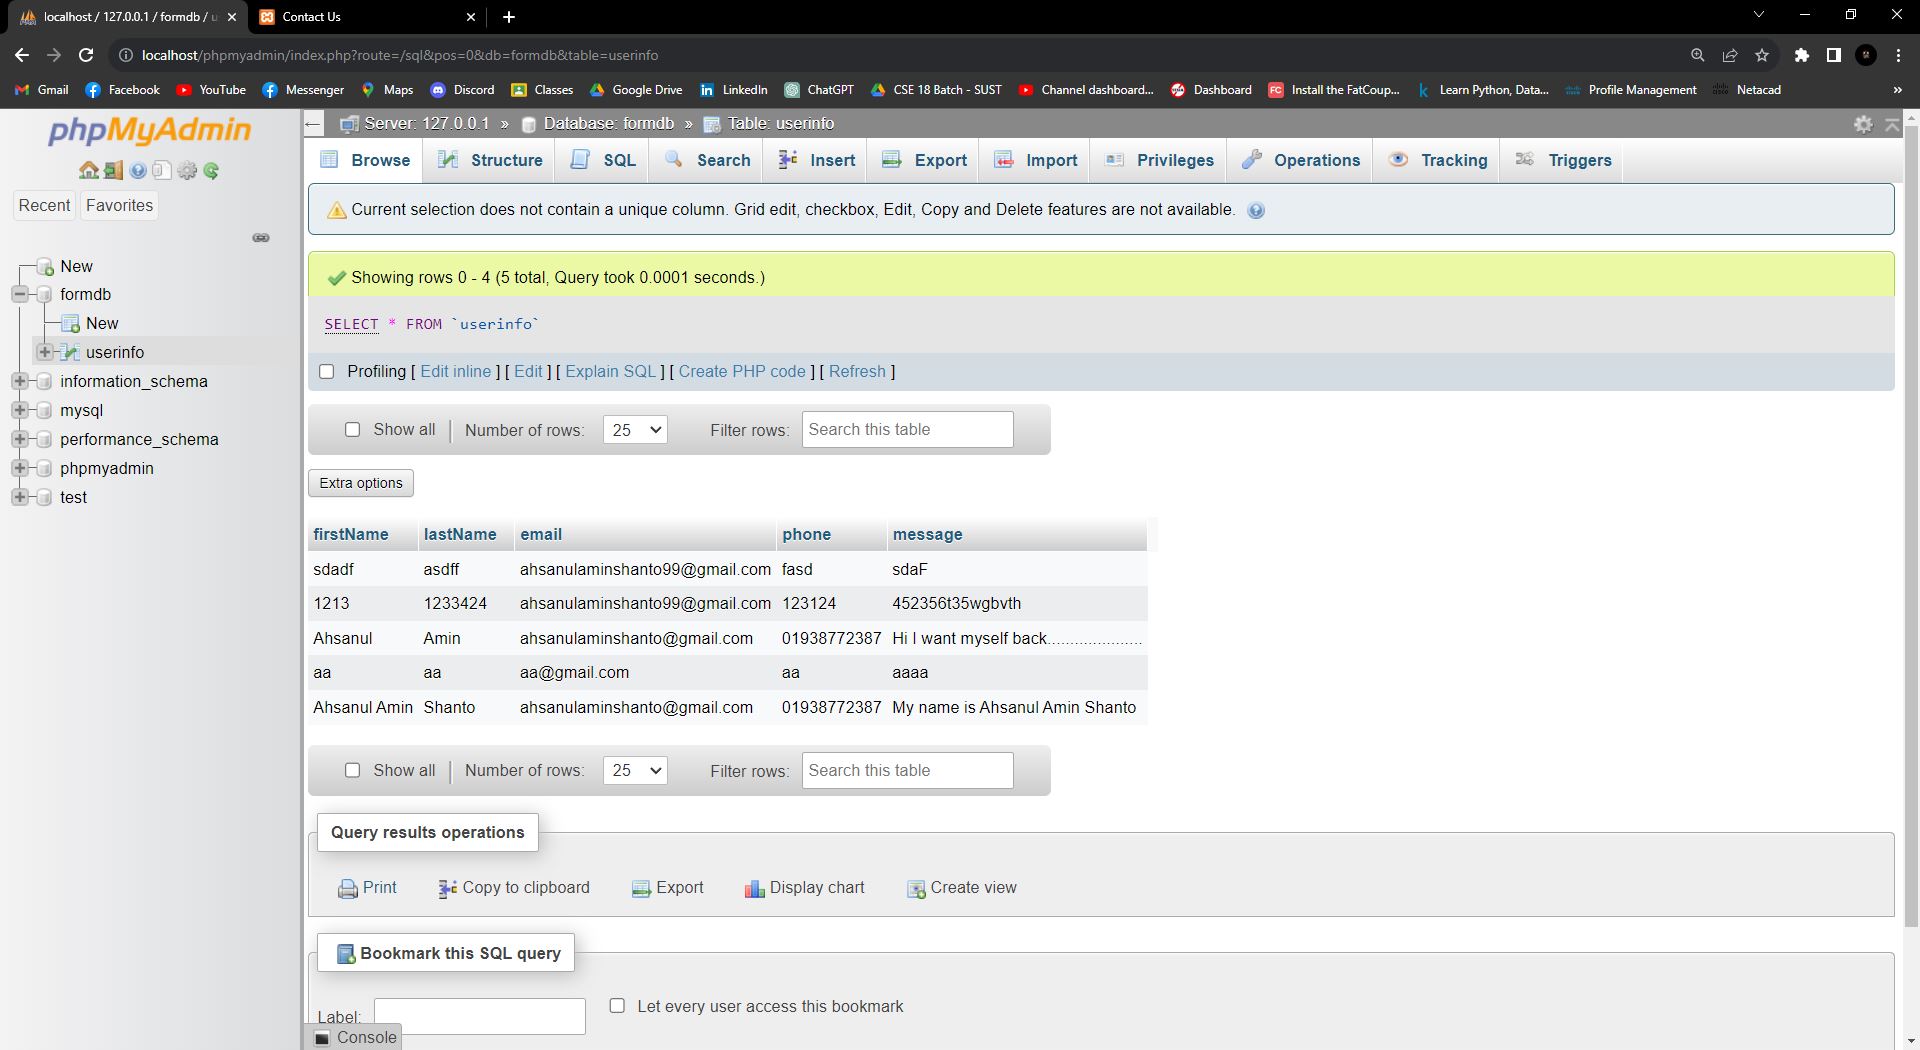 localhost / 127.0.0.1 / formdb / u
Contact Us
localhost/phpmyadmin/index.php?route=/sql&pos=0&db=formdb&table=userinfo
Gmail Facebook YouTube Messenger Maps Discord Classes Google Drive LinkedIn ChatGPT CSE 18 Batch - SUST Channel dashboard... Dashboard Install the FatCoup... Learn Python, Data... Profile Management Netacad »
phpMyAdmin
Recent Favorites
New
formdb
New
userinfo
information_schema
mysql
performance_schema
phpmyadmin
test
Server: 127.0.0.1 » Database: formdb » Table: userinfo
Browse Structure SQL Search Insert Export Import Privileges Operations Tracking Triggers
Current selection does not contain a unique column. Grid edit, checkbox, Edit, Copy and Delete features are not available.
Showing rows 0 - 4 (5 total, Query took 0.0001 seconds.)
SELECT * FROM `userinfo`
Profiling [ Edit inline ] [ Edit ] [ Explain SQL ] [ Create PHP code ] [ Refresh ]
Show all | Number of rows: 25 Filter rows: Search this table
Extra options
firstName lastName email phone message
sdadf asdff ahsanulaminshanto99@gmail.com fasd sdaF
1213 1233424 ahsanulaminshanto99@gmail.com 123124 452356t35wgbvth
Ahsanul Amin ahsanulaminshanto@gmail.com 01938772387 Hi I want myself back.....................
aa aa aa@gmail.com aa aaaa
Ahsanul Amin Shanto ahsanulaminshanto@gmail.com 01938772387 My name is Ahsanul Amin Shanto
Show all | Number of rows: 25 Filter rows: Search this table
Query results operations
Print Copy to clipboard Export Display chart Create view
Bookmark this SQL query
Label: Let every user access this bookmark
Console